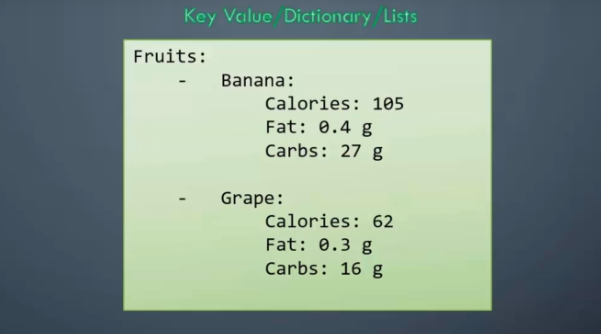 Key Value/Dictionary/Lists
Fruits:
- Banana:
Calories: 105
Fat: 0.4 g
Carbs: 27 g
- Grape:
Calories: 62
Fat: 0.3 g
Carbs: 16 g